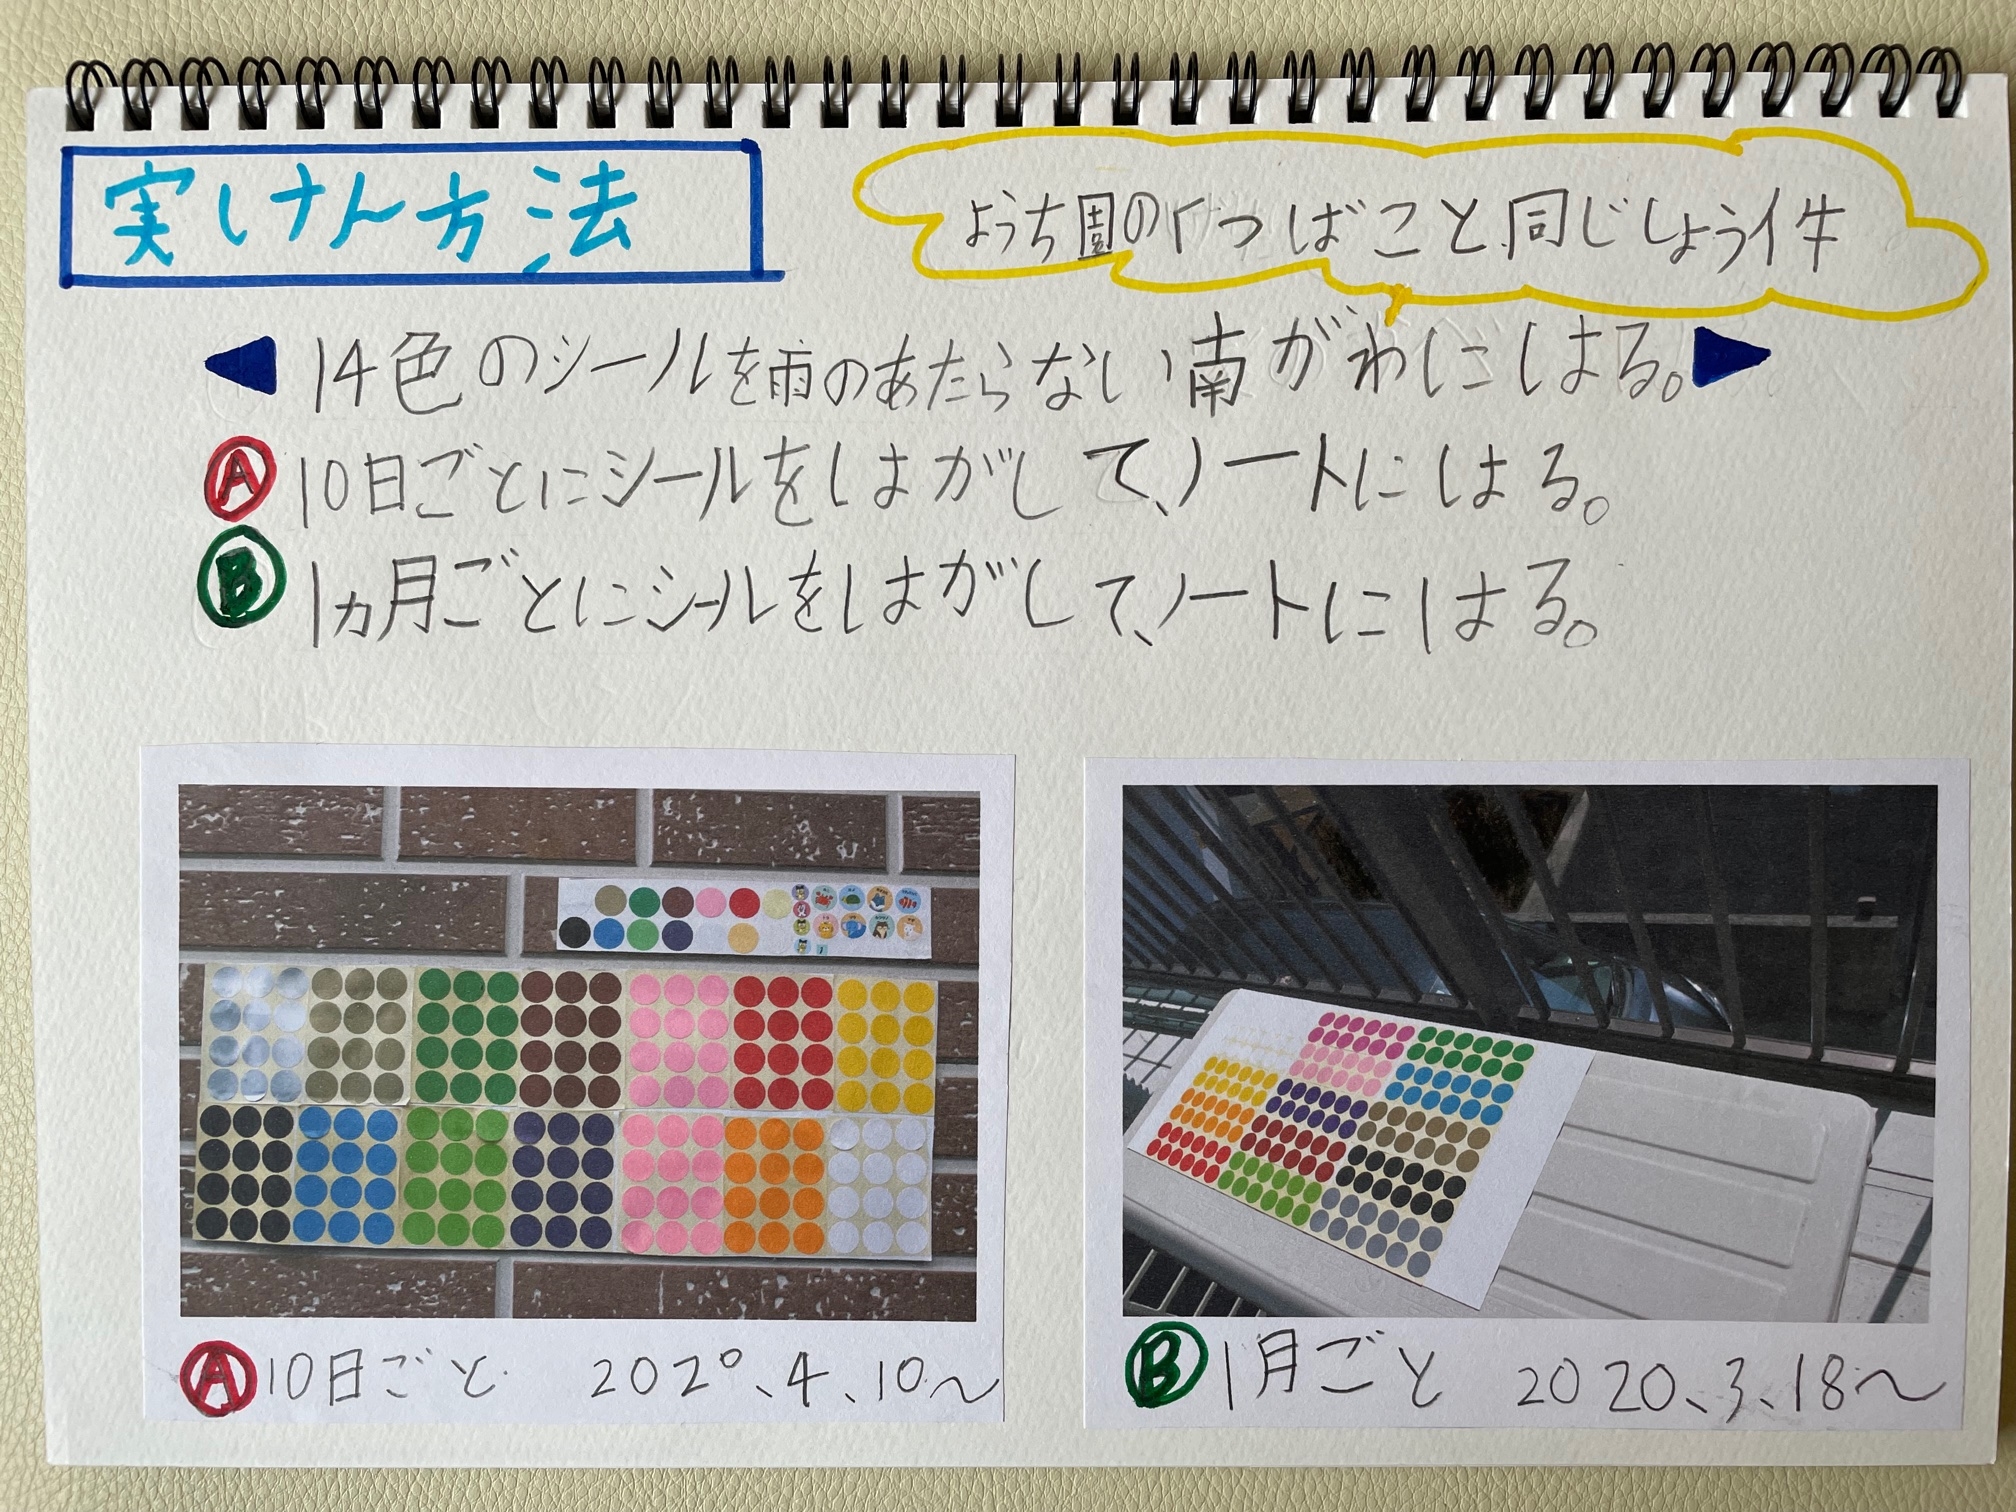 実けん方法
ようち園のくつばこと同じじょう件
14色のシールを雨のあたらない南がわにはる。
A 10日ごとにシールをはがして、ノートにはる。
B 1カ月ごとにシールをはがして、ノートにはる。
A 10日ごと 2020、4、10〜
B 1月ごと 2020、3、18〜